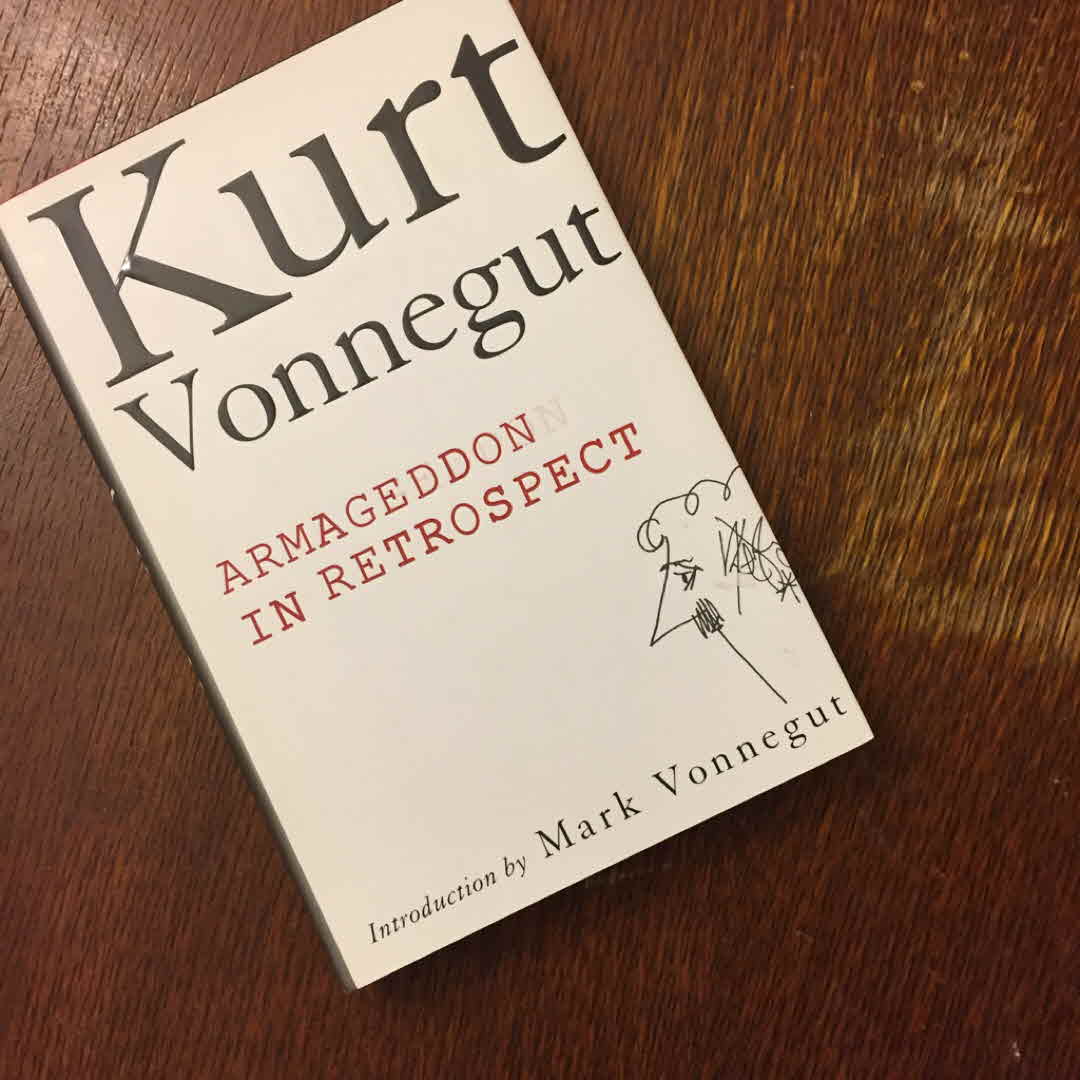 Kurt
Vonnegut
ARMAGEDDON
IN RETROSPECT
Introduction by Mark Vonnegut